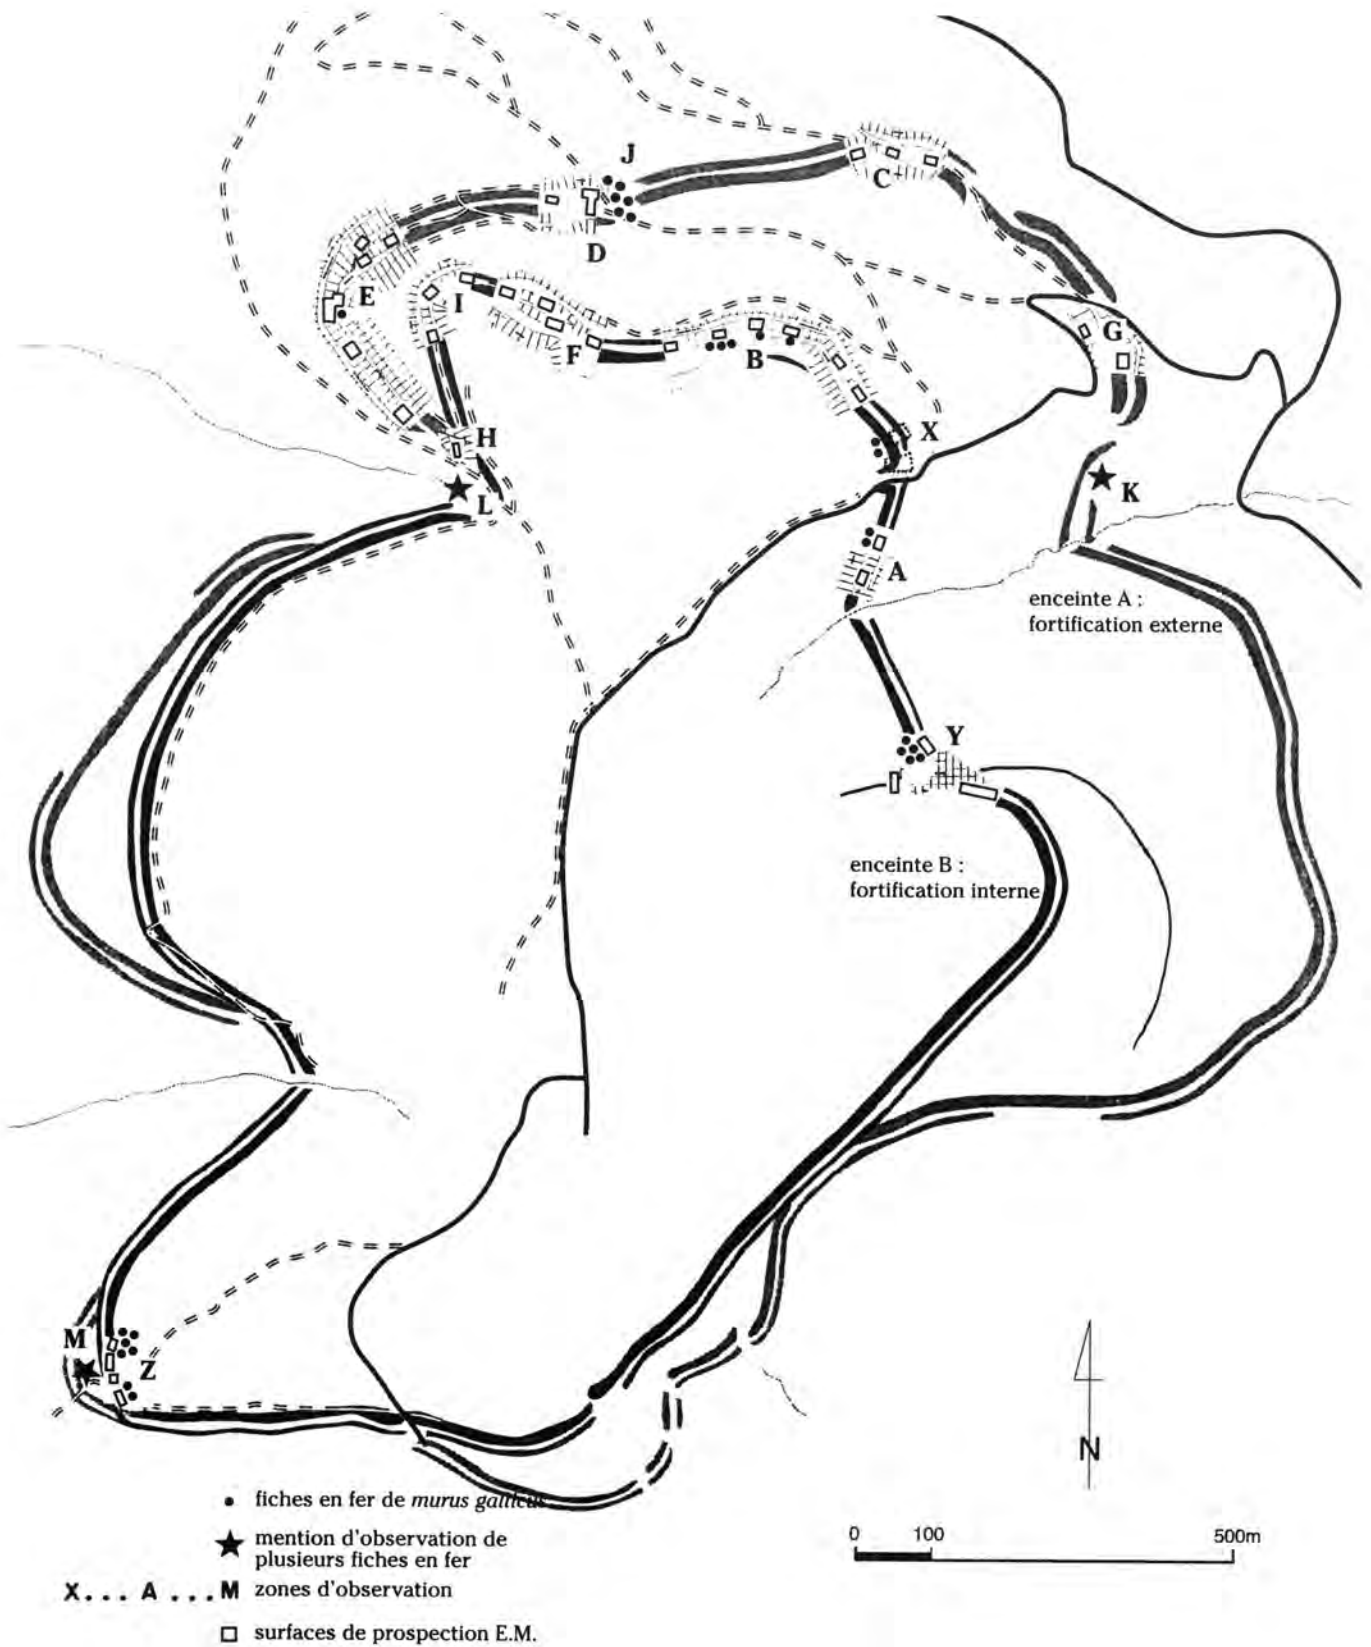 J
C
D
E
I
G
F
B
X
H
L
K
A
enceinte A :
fortification externe
Y
enceinte B :
fortification interne
M
Z
N
fiches en fer de murus gallicus
mention d'observation de
plusieurs fiches en fer
X... A ...M zones d'observation
surfaces de prospection E.M.
0 100 500m